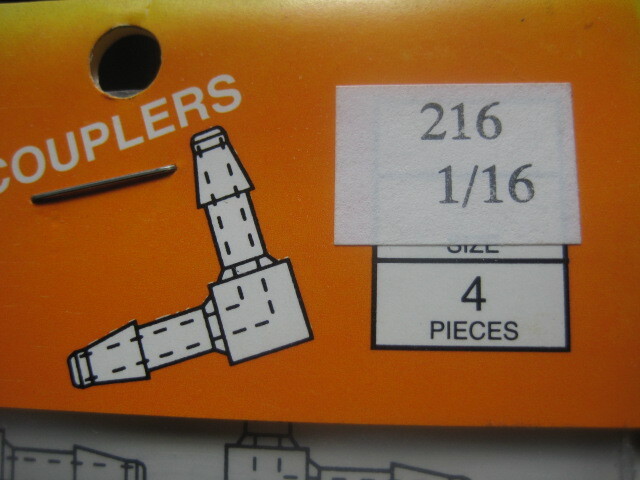 COUPLERS
216
1/16
SIZE
4
PIECES